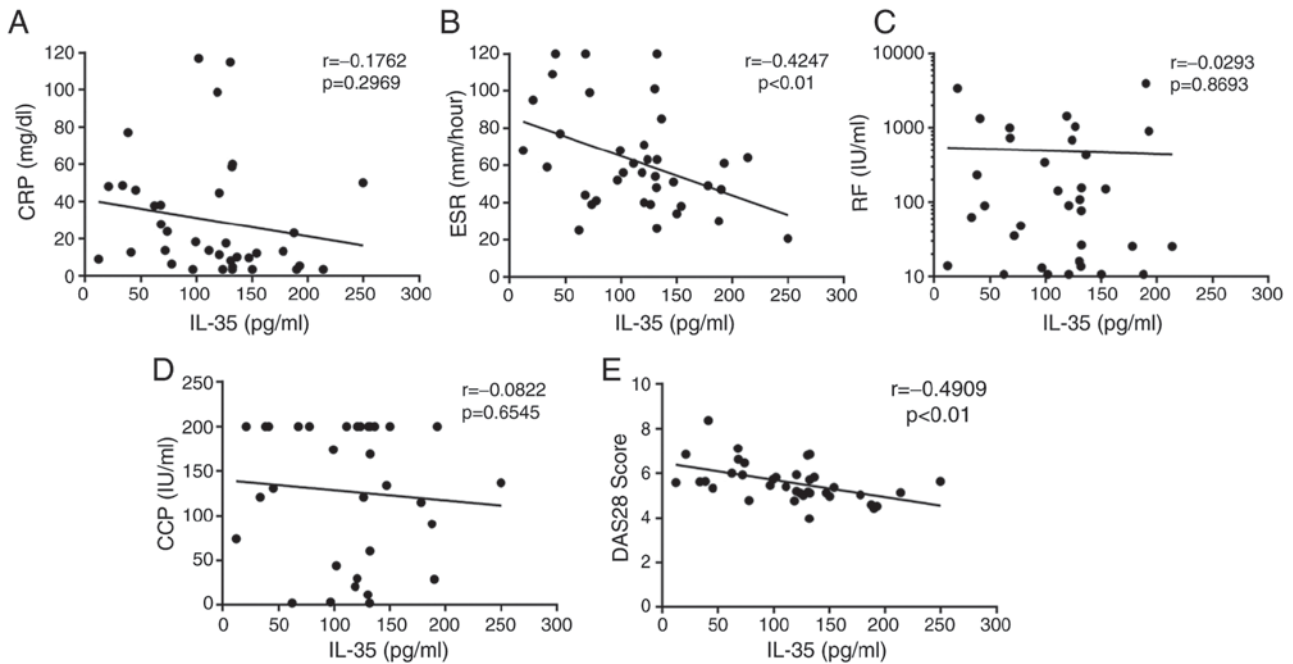 A
CRP (mg/dl)
120
100
80
60
40
20
0
0 50 100 150 200 250 300
IL-35 (pg/ml)
r=−0.1762
p=0.2969
B
ESR (mm/hour)
120
100
80
60
40
20
0
0 50 100 150 200 250 300
IL-35 (pg/ml)
r=−0.4247
p<0.01
C
RF (IU/ml)
10000
1000
100
10
0 50 100 150 200 250 300
IL-35 (pg/ml)
r=−0.0293
p=0.8693
D
CCP (IU/ml)
250
200
150
100
50
0
0 50 100 150 200 250 300
IL-35 (pg/ml)
r=−0.0822
p=0.6545
E
DAS28 Score
10
8
6
4
2
0
0 50 100 150 200 250 300
IL-35 (pg/ml)
r=−0.4909
p<0.01